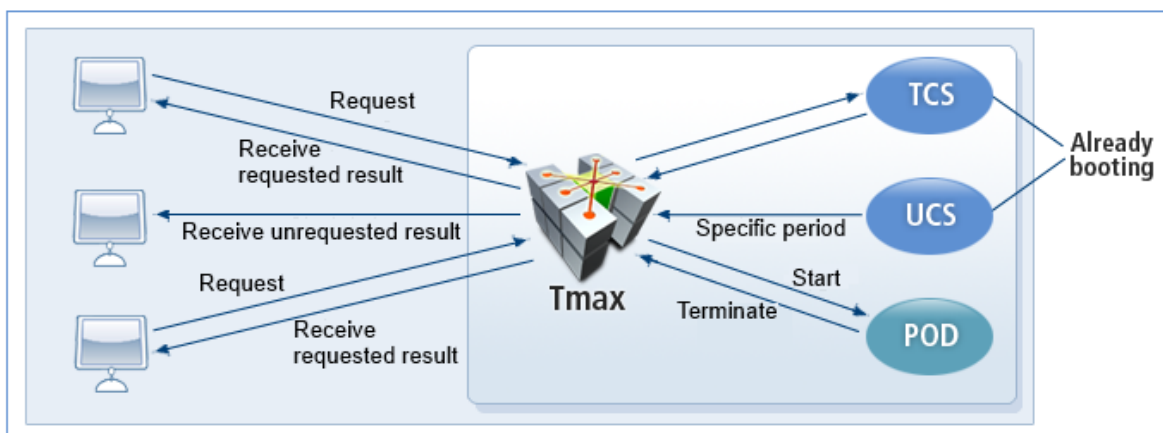 Request
Receive
requested result
Receive unrequested result
Request
Receive
requested result
Tmax
TCS
Already
booting
UCS
Specific period
Start
Terminate
POD